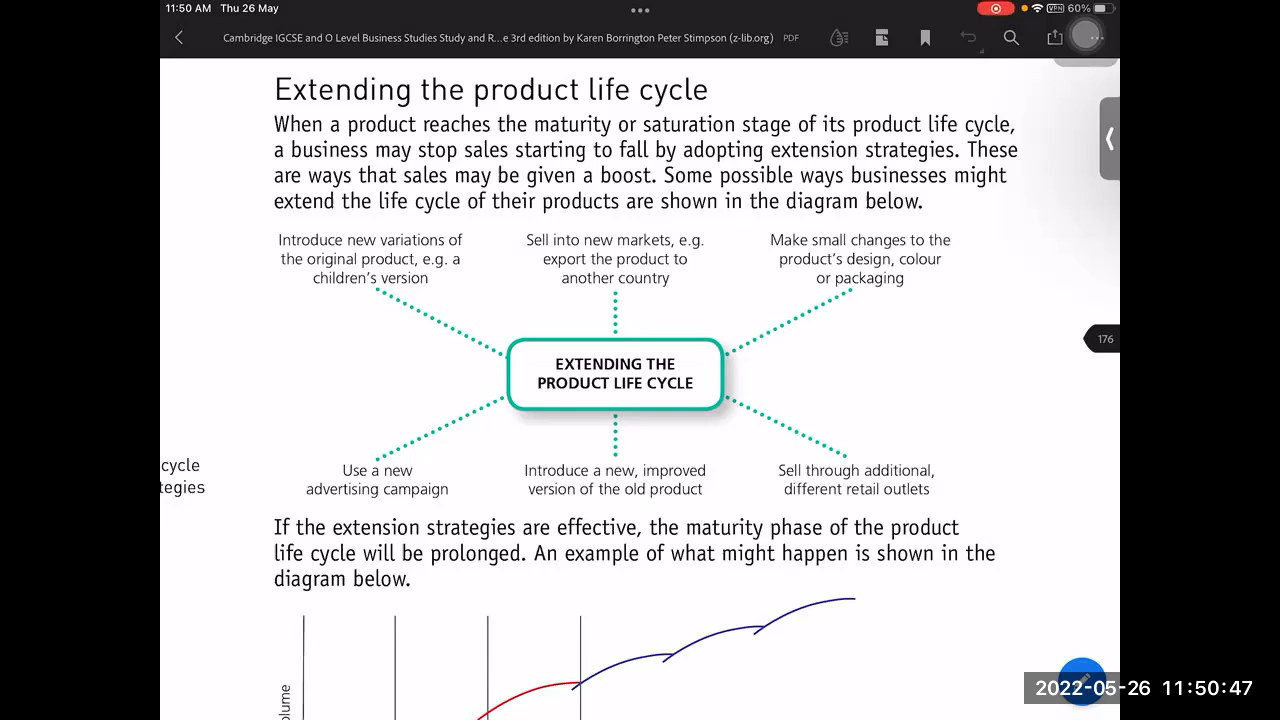 11:50 AM Thu 26 May
VPN 60%
Cambridge IGCSE and O Level Business Studies Study and R...e 3rd edition by Karen Borrington Peter Stimpson (z-lib.org) PDF
Extending the product life cycle
When a product reaches the maturity or saturation stage of its product life cycle,
a business may stop sales starting to fall by adopting extension strategies. These
are ways that sales may be given a boost. Some possible ways businesses might
extend the life cycle of their products are shown in the diagram below.
Introduce new variations of
the original product, e.g. a
children's version
Sell into new markets, e.g.
export the product to
another country
Make small changes to the
product's design, colour
or packaging
176
EXTENDING THE
PRODUCT LIFE CYCLE
cycle
tegies
Use a new
advertising campaign
Introduce a new, improved
version of the old product
Sell through additional,
different retail outlets
If the extension strategies are effective, the maturity phase of the product
life cycle will be prolonged. An example of what might happen is shown in the
diagram below.
olume
2022-05-26 11:50:47